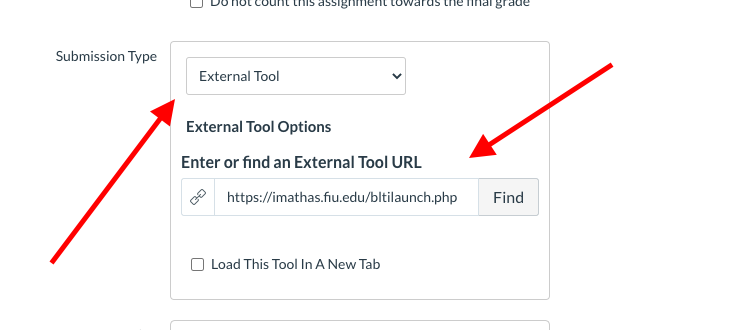 Do not count this assignment towards the final grade
Submission Type
External Tool
External Tool Options
Enter or find an External Tool URL
https://imathas.fiu.edu/bltilaunch.php Find
Load This Tool In A New Tab